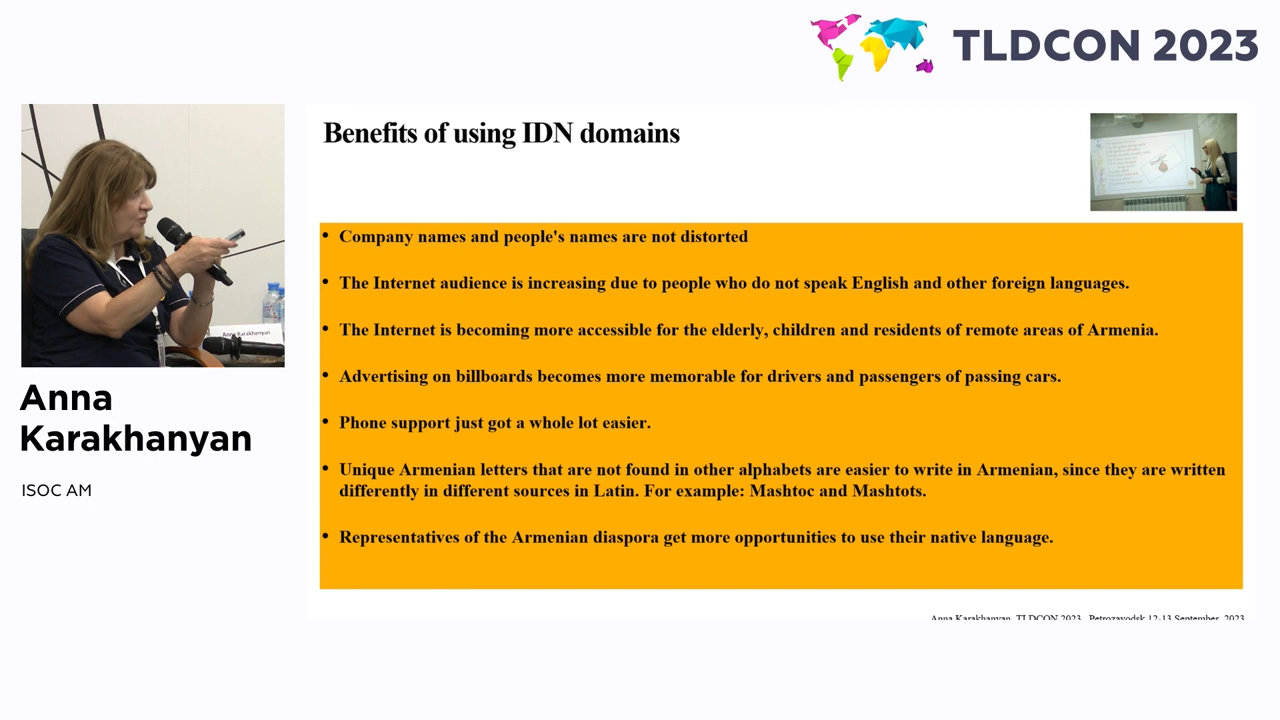 TLDCON 2023
Benefits of using IDN domains
• Company names and people's names are not distorted
• The Internet audience is increasing due to people who do not speak English and other foreign languages.
• The Internet is becoming more accessible for the elderly, children and residents of remote areas of Armenia.
• Advertising on billboards becomes more memorable for drivers and passengers of passing cars.
• Phone support just got a whole lot easier.
• Unique Armenian letters that are not found in other alphabets are easier to write in Armenian, since they are written
differently in different sources in Latin. For example: Mashtoc and Mashtots.
• Representatives of the Armenian diaspora get more opportunities to use their native language.
Anna Karakhanyan, TLDCON 2023, Petrozavodsk 12-13 September, 2023
Anna Karakhanyan
Anna
Karakhanyan
ISOC AM